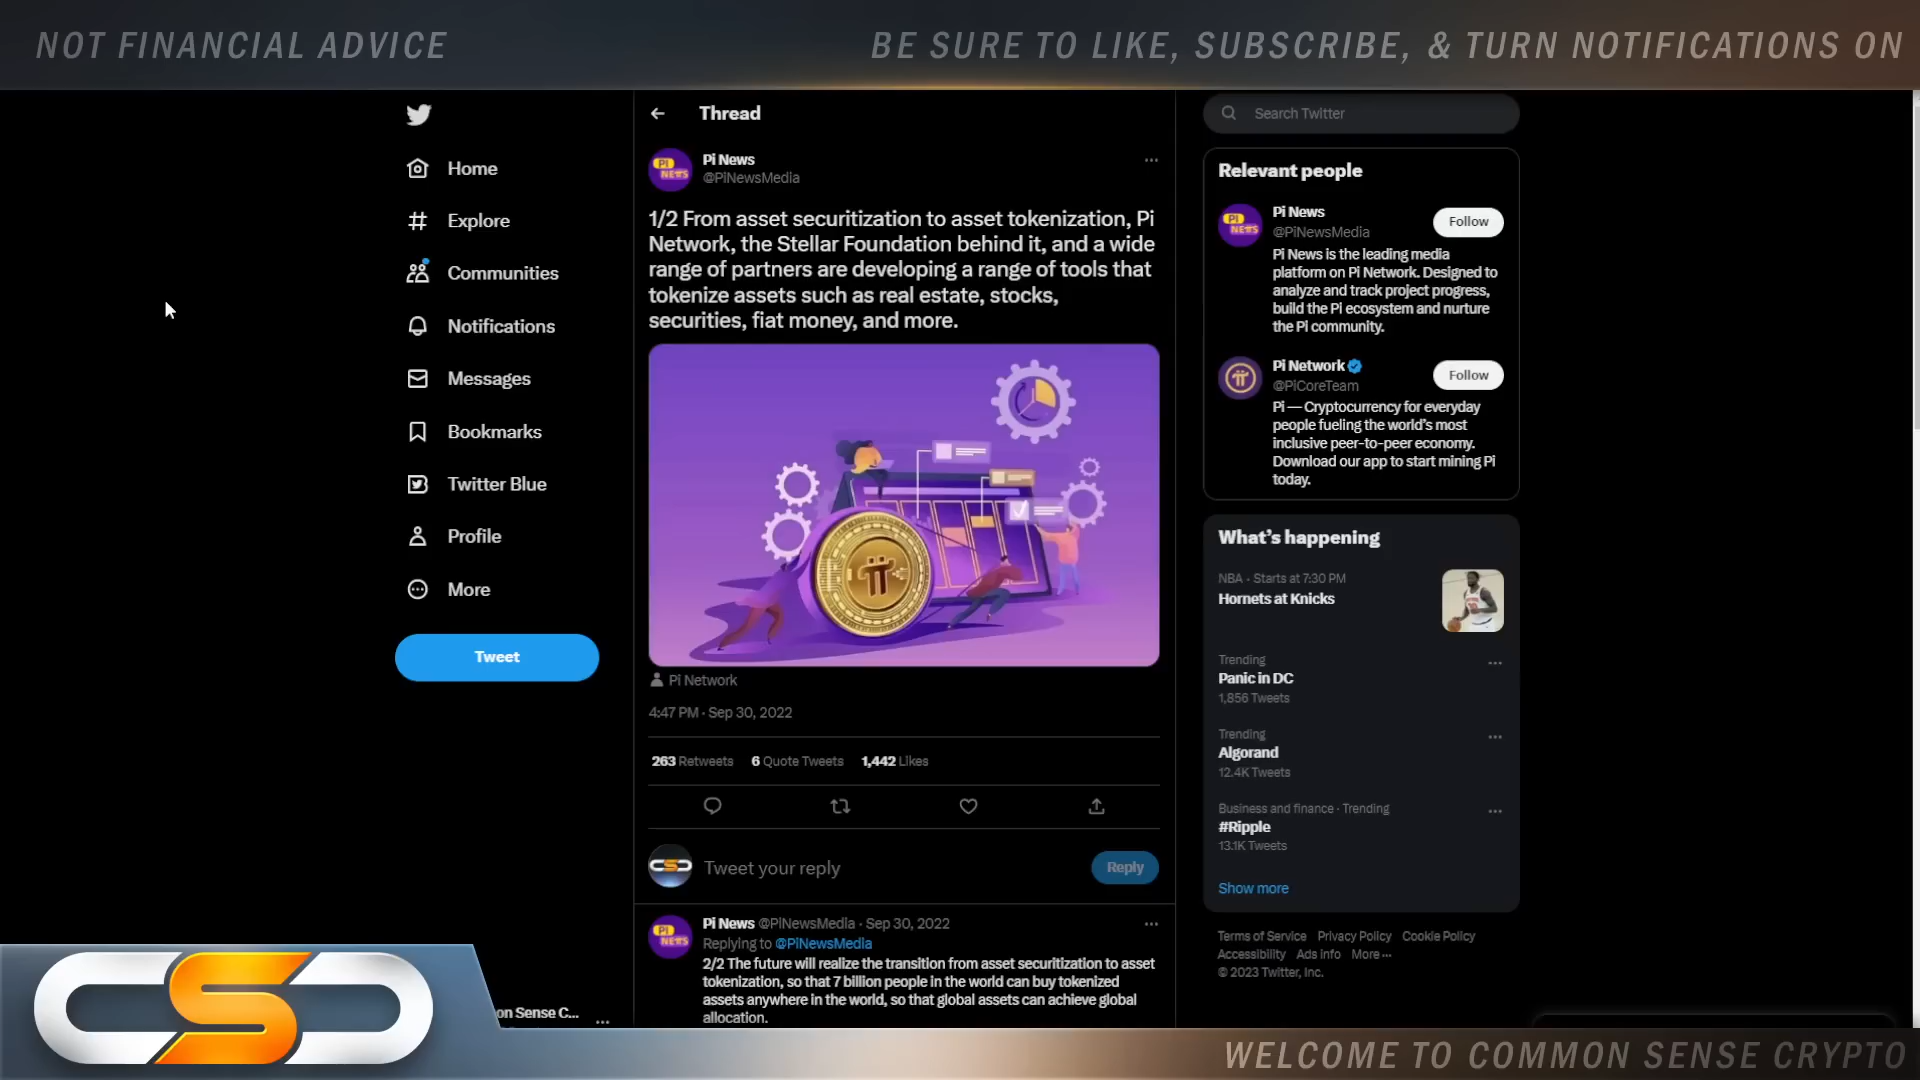 NOT FINANCIAL ADVICE
BE SURE TO LIKE, SUBSCRIBE, & TURN NOTIFICATIONS ON
Home
Explore
Communities
Notifications
Messages
Bookmarks
Twitter Blue
Profile
More
Tweet
on Sense C...
Thread
PI NEWS
Pi News
@PiNewsMedia
1/2 From asset securitization to asset tokenization, Pi
Network, the Stellar Foundation behind it, and a wide
range of partners are developing a range of tools that
tokenize assets such as real estate, stocks,
securities, fiat money, and more.
Pi Network
4:47 PM · Sep 30, 2022
263 Retweets 6 Quote Tweets 1,442 Likes
Tweet your reply
Reply
PI NEWS
Pi News @PiNewsMedia · Sep 30, 2022
Replying to @PiNewsMedia
2/2 The future will realize the transition from asset securitization to asset
tokenization, so that 7 billion people in the world can buy tokenized
assets anywhere in the world, so that global assets can achieve global
allocation.
Search Twitter
Relevant people
PI NEWS
Pi News
@PiNewsMedia
Follow
Pi News is the leading media
platform on Pi Network. Designed to
analyze and track project progress,
build the Pi ecosystem and nurture
the Pi community.
Pi Network
@PiCoreTeam
Follow
Pi — Cryptocurrency for everyday
people fueling the world's most
inclusive peer-to-peer economy.
Download our app to start mining Pi
today.
What's happening
NBA · Starts at 7:30 PM
Hornets at Knicks
Trending
Panic in DC
1,856 Tweets
Trending
Algorand
12.4K Tweets
Business and finance · Trending
#Ripple
13.1K Tweets
Show more
Terms of Service Privacy Policy Cookie Policy
Accessibility Ads info More ···
© 2023 Twitter, Inc.
CSC
WELCOME TO COMMON SENSE CRYPTO